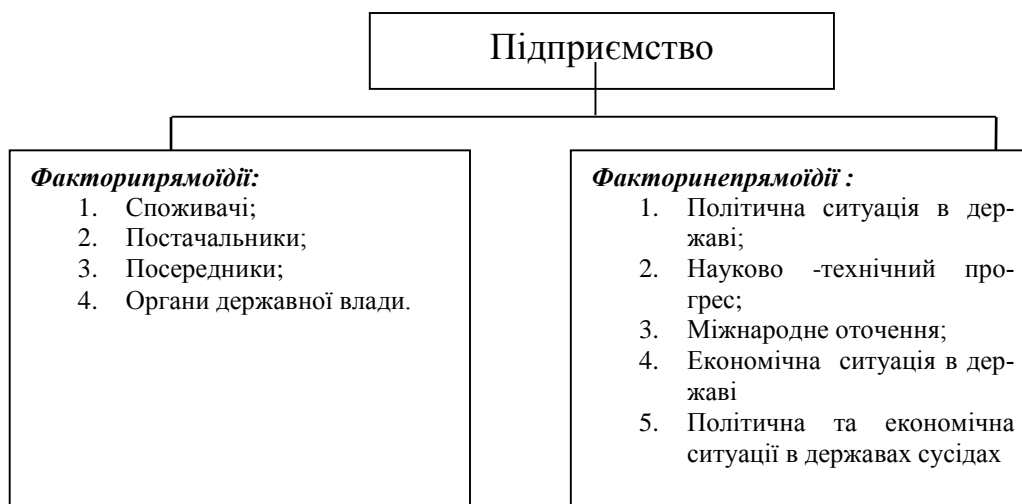 Підприємство
Факторипрямоїдії:
1. Споживачі;
2. Постачальники;
3. Посередники;
4. Органи державної влади.
Факторинепрямоїдії :
1. Політична ситуація в дер-
жаві;
2. Науково -технічний про-
грес;
3. Міжнародне оточення;
4. Економічна ситуація в дер-
жаві
5. Політична та економічна
ситуації в державах сусідах